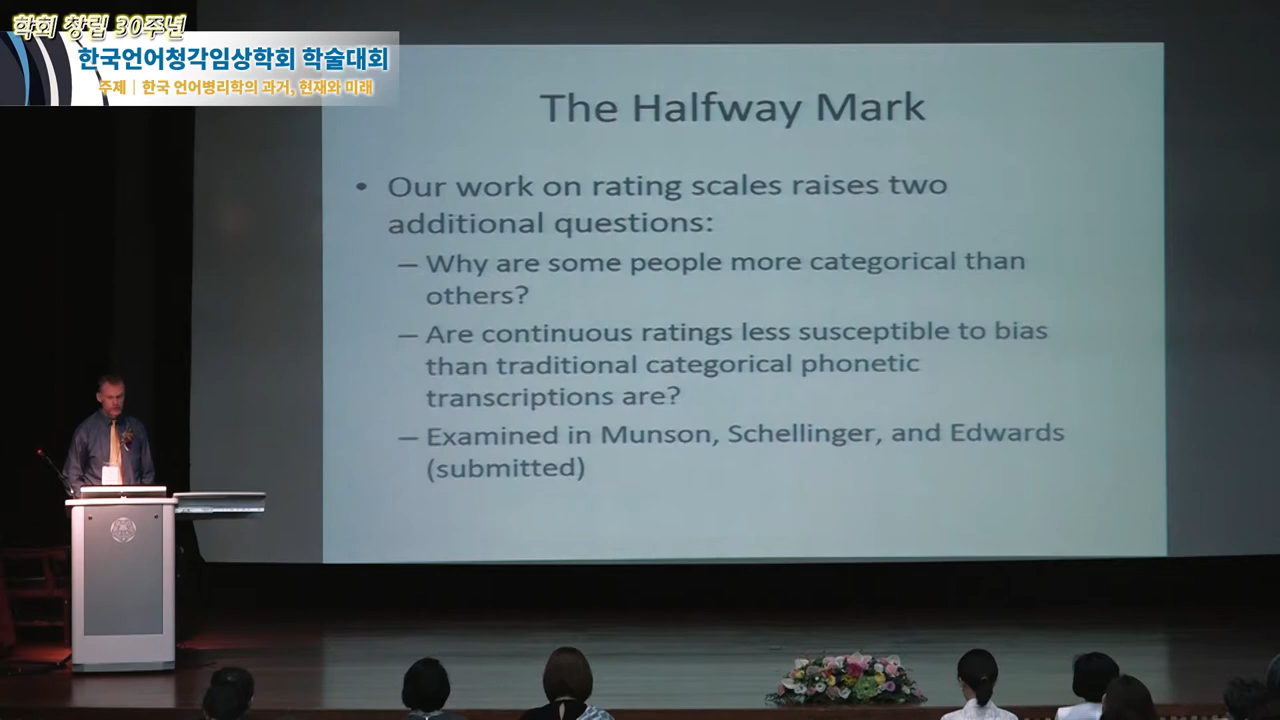 학회 창립 30주년
한국언어청각임상학회 학술대회
주제 | 한국 언어병리학의 과거, 현재와 미래
The Halfway Mark
• Our work on rating scales raises two
additional questions:
– Why are some people more categorical than
others?
– Are continuous ratings less susceptible to bias
than traditional categorical phonetic
transcriptions are?
– Examined in Munson, Schellinger, and Edwards
(submitted)